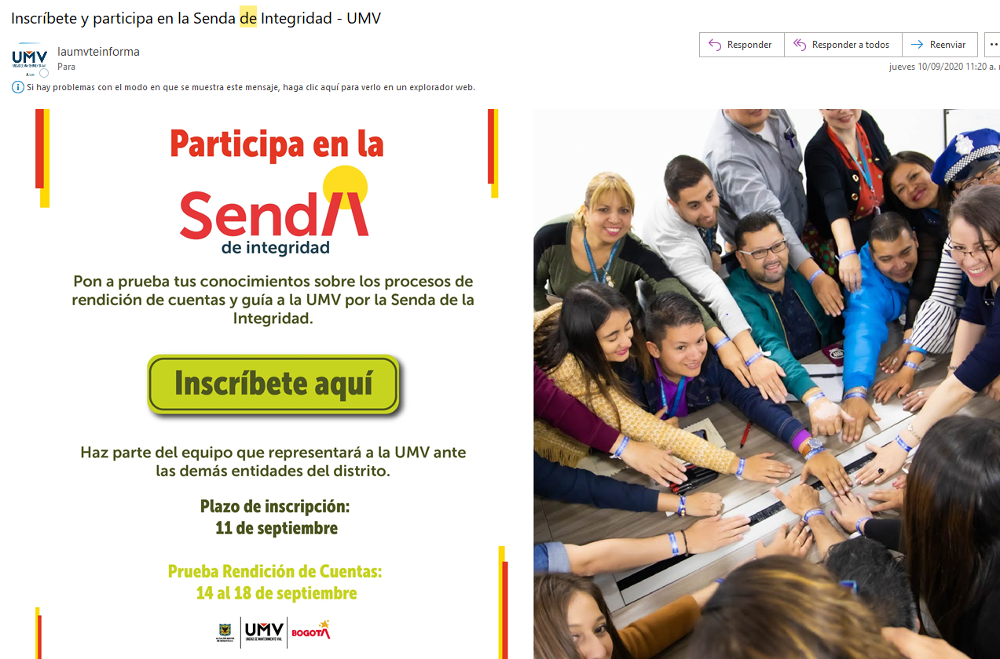 Inscríbete y participa en la Senda de Integridad - UMV
Responder
Responder a todos
Reenviar
UMV
laumvteinforma
Para
jueves 10/09/2020 11:20 a.
Si hay problemas con el modo en que se muestra este mensaje, haga clic aquí para verlo en un explorador web.
Participa en la
Senda
de integridad
Pon a prueba tus conocimientos sobre los procesos de
rendición de cuentas y guía a la UMV por la Senda de la
Integridad.
Inscríbete aquí
Haz parte del equipo que representará a la UMV ante
las demás entidades del distrito.
Plazo de inscripción:
11 de septiembre
Prueba Rendición de Cuentas:
14 al 18 de septiembre
ALCALDÍA MAYOR
DE BOGOTÁ D.C.
UMV
UNIDAD DE MANTENIMIENTO VIAL
BOGOTA